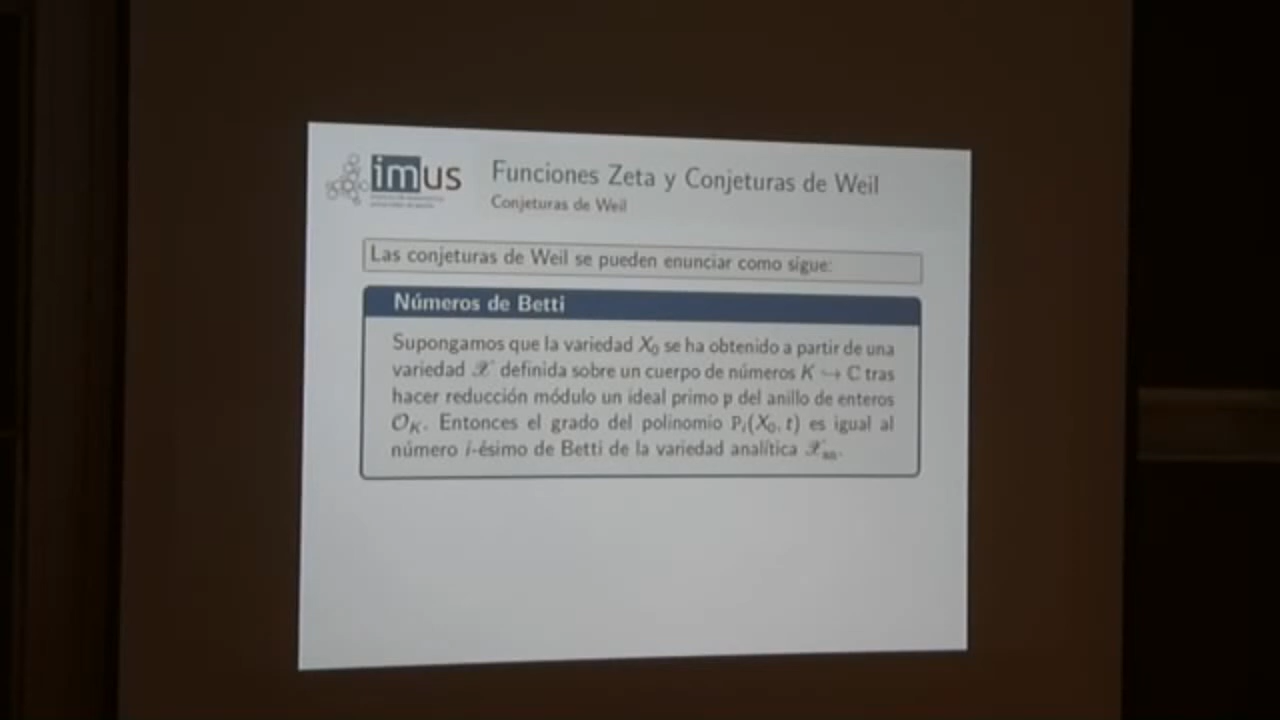 imus
Funciones Zeta y Conjeturas de Weil
Conjeturas de Weil
Las conjeturas de Weil se pueden enunciar como sigue:
Números de Betti
Supongamos que la variedad X₀ se ha obtenido a partir de una
variedad 𝒳 definida sobre un cuerpo de números K ↪ ℂ tras
hacer reducción módulo un ideal primo 𝔭 del anillo de enteros
𝒪_K. Entonces el grado del polinomio P_i(X₀, t) es igual al
número i-ésimo de Betti de la variedad analítica 𝒳_an.